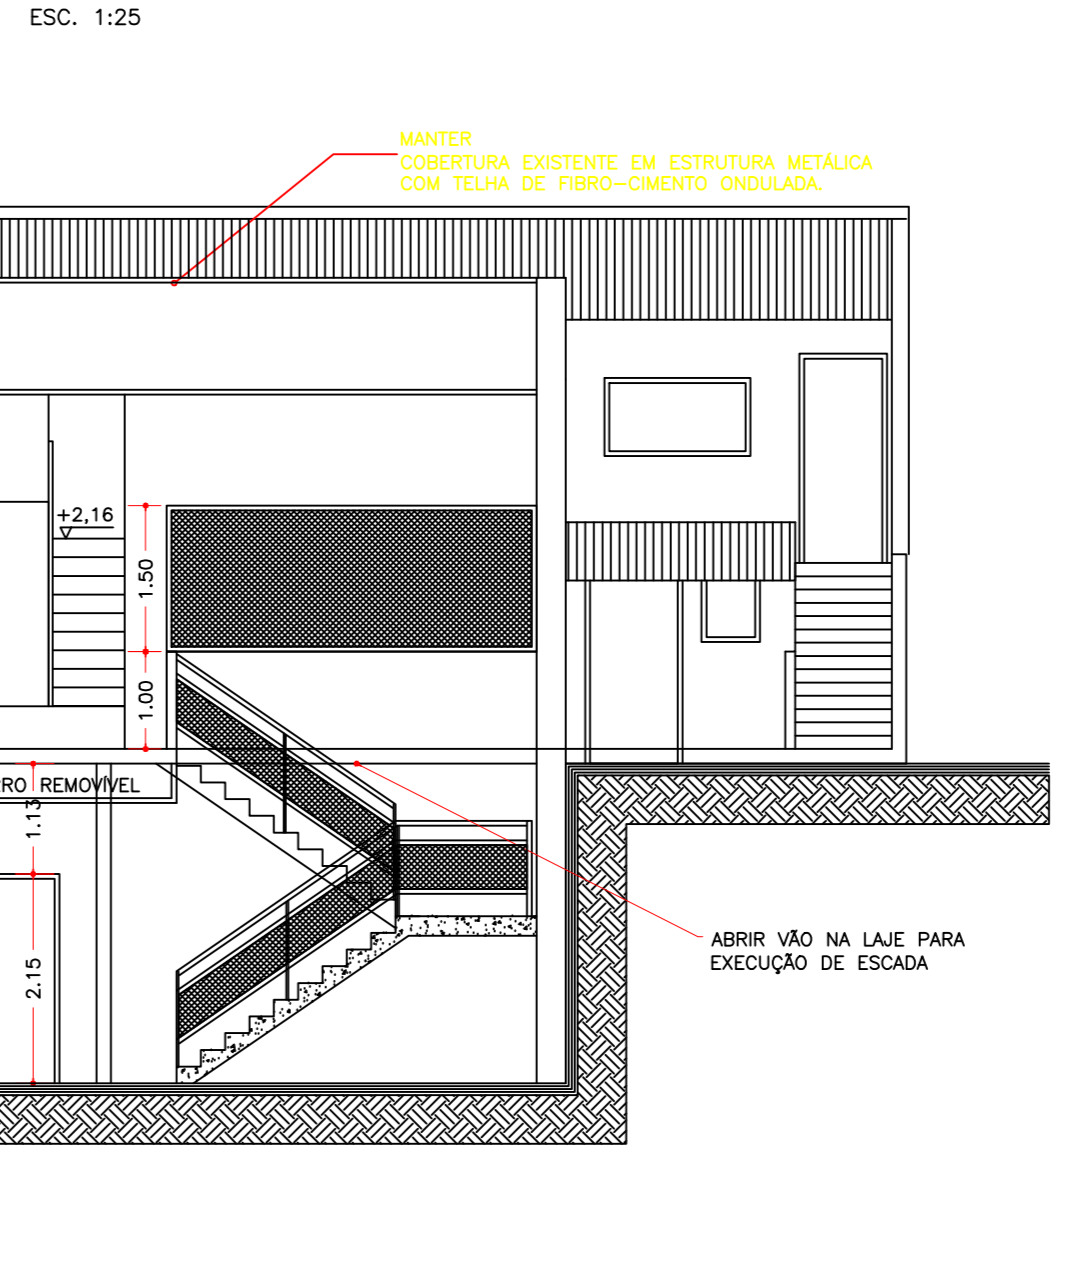 ESC. 1:25
MANTER
COBERTURA EXISTENTE EM ESTRUTURA METÁLICA
COM TELHA DE FIBRO-CIMENTO ONDULADA.
+2,16
1.50
1.00
RRO REMOVÍVEL
1.13
2.15
ABRIR VÃO NA LAJE PARA
EXECUÇÃO DE ESCADA